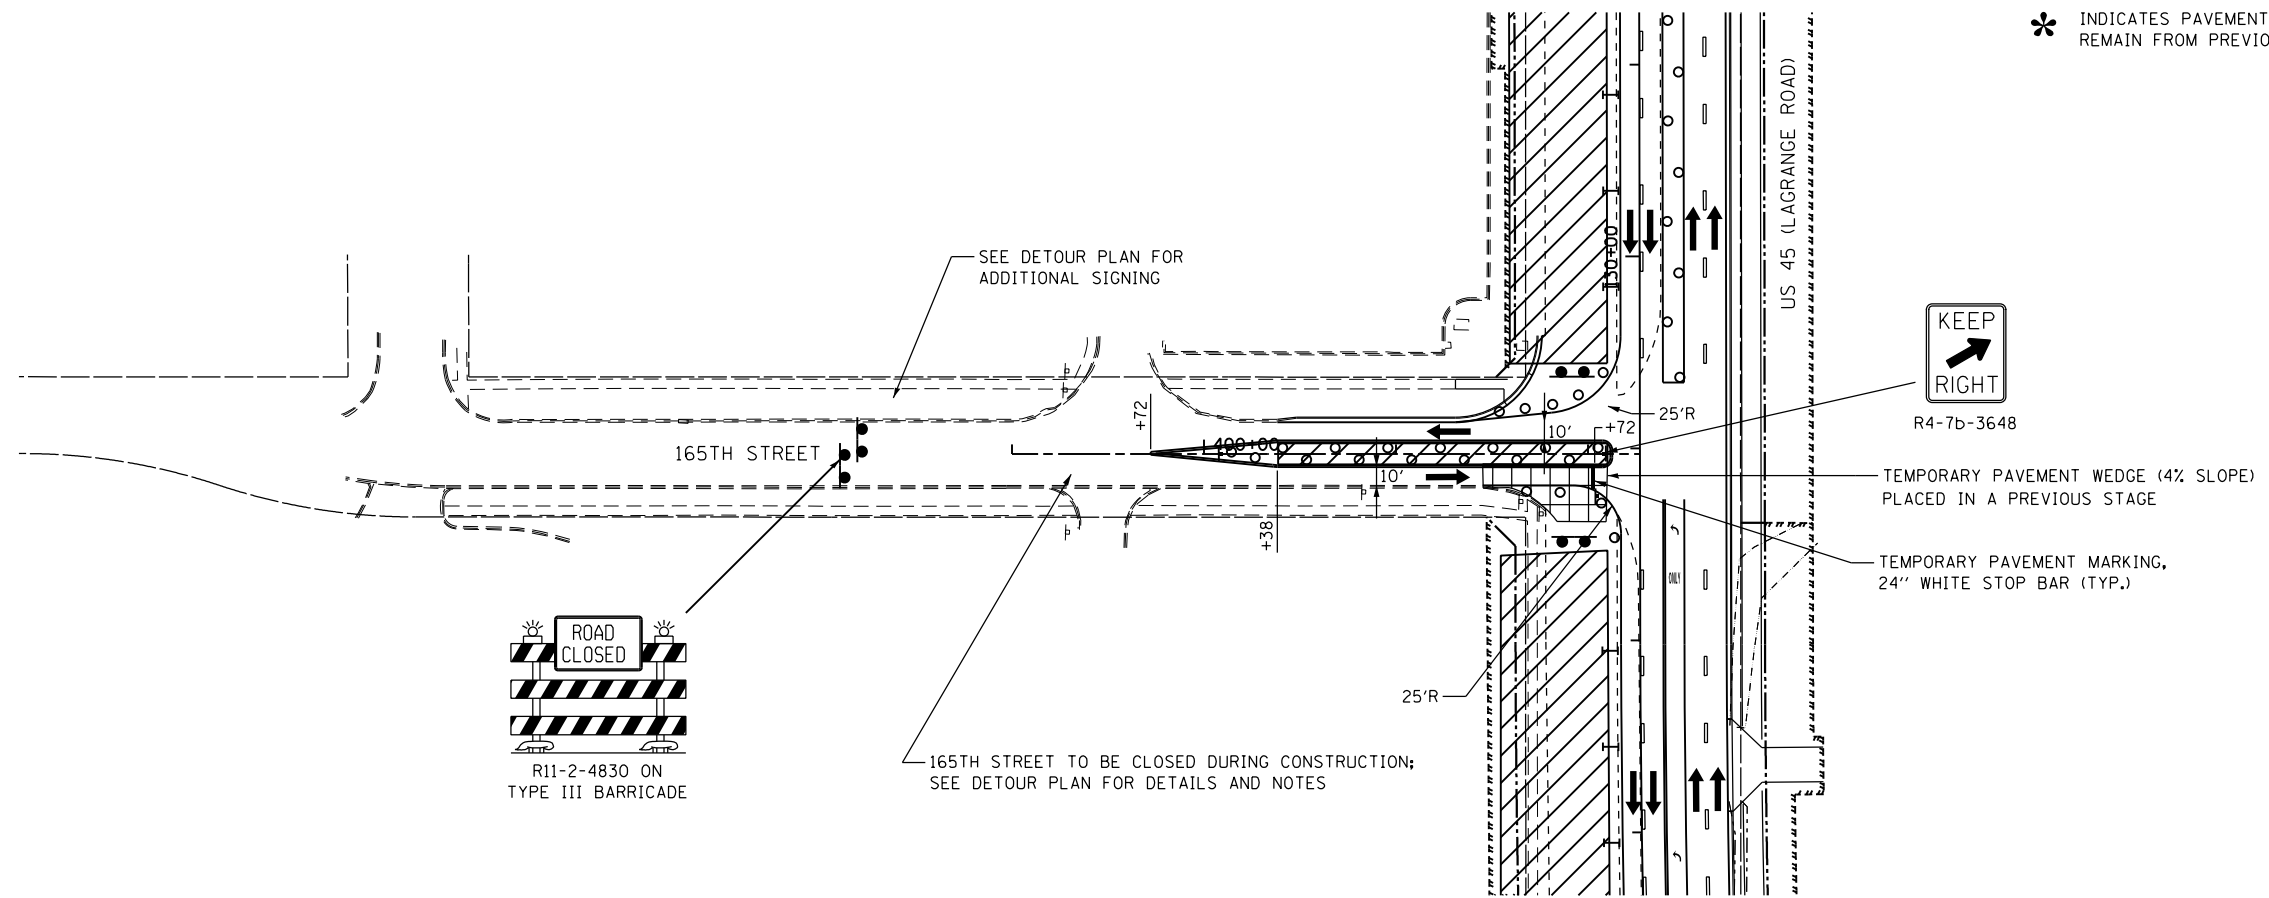 INDICATES PAVEMENT
REMAIN FROM PREVIO
US 45 (LAGRANGE ROAD)
SEE DETOUR PLAN FOR
ADDITIONAL SIGNING
130+00
KEEP
RIGHT
R4-7b-3648
25'R
+72
+72
10'
400+00
165TH STREET
10'
TEMPORARY PAVEMENT WEDGE (4% SLOPE)
PLACED IN A PREVIOUS STAGE
+38
ONLY
TEMPORARY PAVEMENT MARKING,
24'' WHITE STOP BAR (TYP.)
ROAD
CLOSED
25'R
R11-2-4830 ON
TYPE III BARRICADE
165TH STREET TO BE CLOSED DURING CONSTRUCTION;
SEE DETOUR PLAN FOR DETAILS AND NOTES